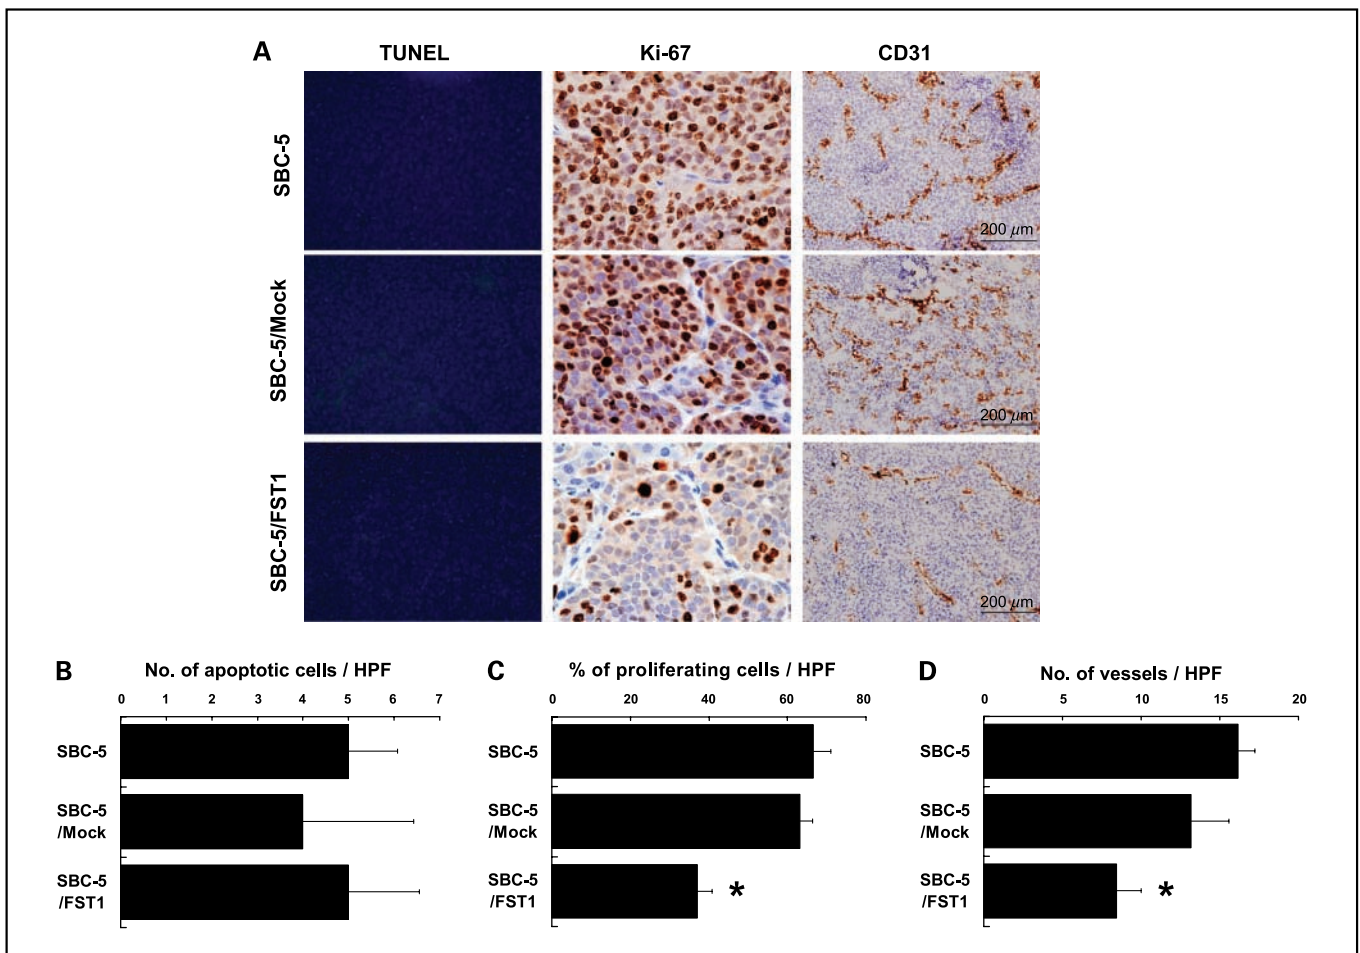 A
TUNEL
Ki-67
CD31
SBC-5
200 µm
SBC-5/Mock
200 µm
SBC-5/FST1
200 µm
B
No. of apoptotic cells / HPF
0 1 2 3 4 5 6 7
SBC-5
SBC-5
/Mock
SBC-5
/FST1
C
% of proliferating cells / HPF
0 20 40 60 80
SBC-5
SBC-5
/Mock
SBC-5
/FST1
*
D
No. of vessels / HPF
0 5 10 15 20
SBC-5
SBC-5
/Mock
SBC-5
/FST1
*